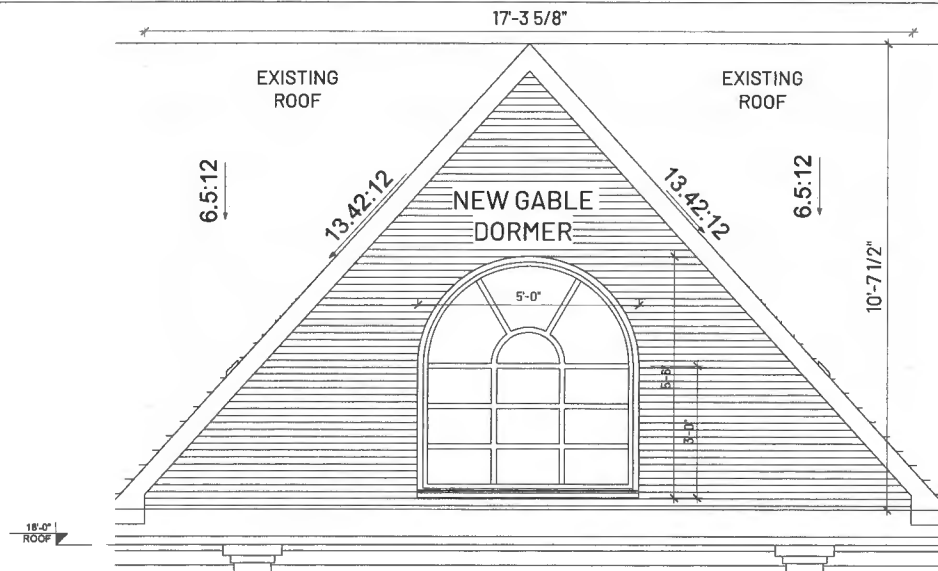 17'-3 5/8"
EXISTING
ROOF
EXISTING
ROOF
6.5:12
13.42:12
NEW GABLE
DORMER
13.42:12
6.5:12
10'-7 1/2"
5'-0"
5'-6"
3'-0"
18'-0"
ROOF